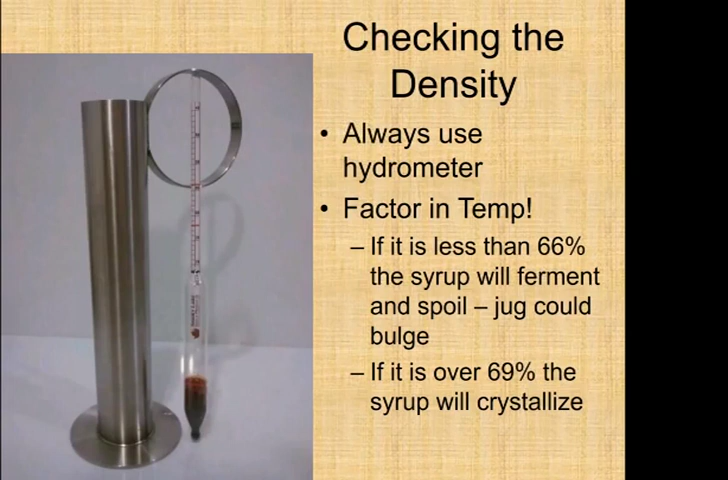 Checking the
Density
• Always use
hydrometer
• Factor in Temp!
– If it is less than 66%
the syrup will ferment
and spoil – jug could
bulge
– If it is over 69% the
syrup will crystallize